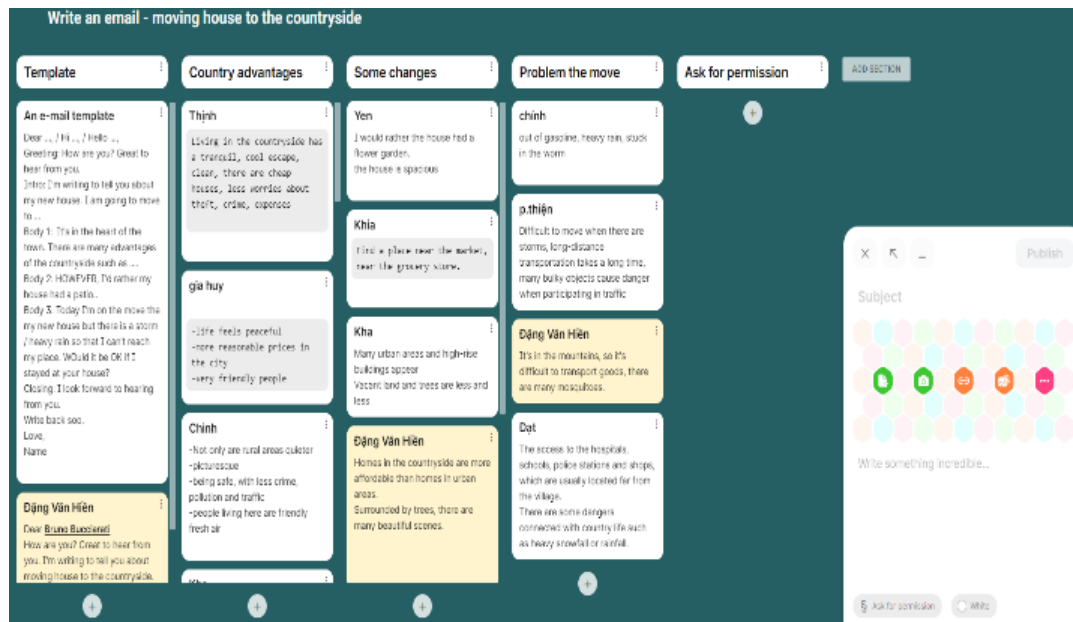 Write an email - moving house to the countryside
Template
An e-mail template
Dear ..., / Hi ..., / Hello ...,
Greeting: How are you? Great to
hear from you.
Intro: I'm writing to tell you about
my new house. I am going to move
to ...
Body 1: It's in the heart of the
town. There are many advantages
of the countryside such as ....
Body 2: HOWEVER, I'd rather my
house had a patio..
Body 3. Today I'm on the move the
my new house but there is a storm
/ heavy rain so that I can't reach
my place. WOuld it be OK if I
stayed at your house?
Closing: I look forward to hearing
from you.
Write back soo.
Love,
Name
Đặng Văn Hiền
Dear Bruno Bucciarati
How are you? Great to hear from
you. I'm writing to tell you about
moving house to the countryside.
Country advantages
Thịnh
Living in the countryside has
a tranquil, cool escape,
clear, there are cheap
houses, less worries about
theft, crime, expenses
gia huy
-life feels peaceful
-more reasonable prices in
the city
-very friendly people
Chinh
-Not only are rural areas quieter
-picturesque
-being safe, with less crime,
pollution and traffic
-people living here are friendly
fresh air
Some changes
Yen
I would rather the house had a
flower garden.
the house is spacious
Khia
Find a place near the market,
near the grocery store.
Kha
Many urban areas and high-rise
buildings appear
Vacant land and trees are less and
less
Đặng Văn Hiền
Homes in the countryside are more
affordable than homes in urban
areas.
Surrounded by trees, there are
many beautiful scenes.
Problem the move
chính
out of gasoline, heavy rain, stuck
in the worm
p.thiện
Difficult to move when there are
storms, long-distance
transportation takes a long time,
many bulky objects cause danger
when participating in traffic
Đặng Văn Hiền
It's in the mountains, so it's
difficult to transport goods, there
are many mosquitoes.
Dạt
The access to the hospitals,
schools, police stations and shops,
which are usually located far from
the village.
There are some dangers
connected with country life such
as heavy snowfall or rainfall.
Ask for permission
ADD SECTION
Publish
Subject
Write something incredible...
Ask for permission
White